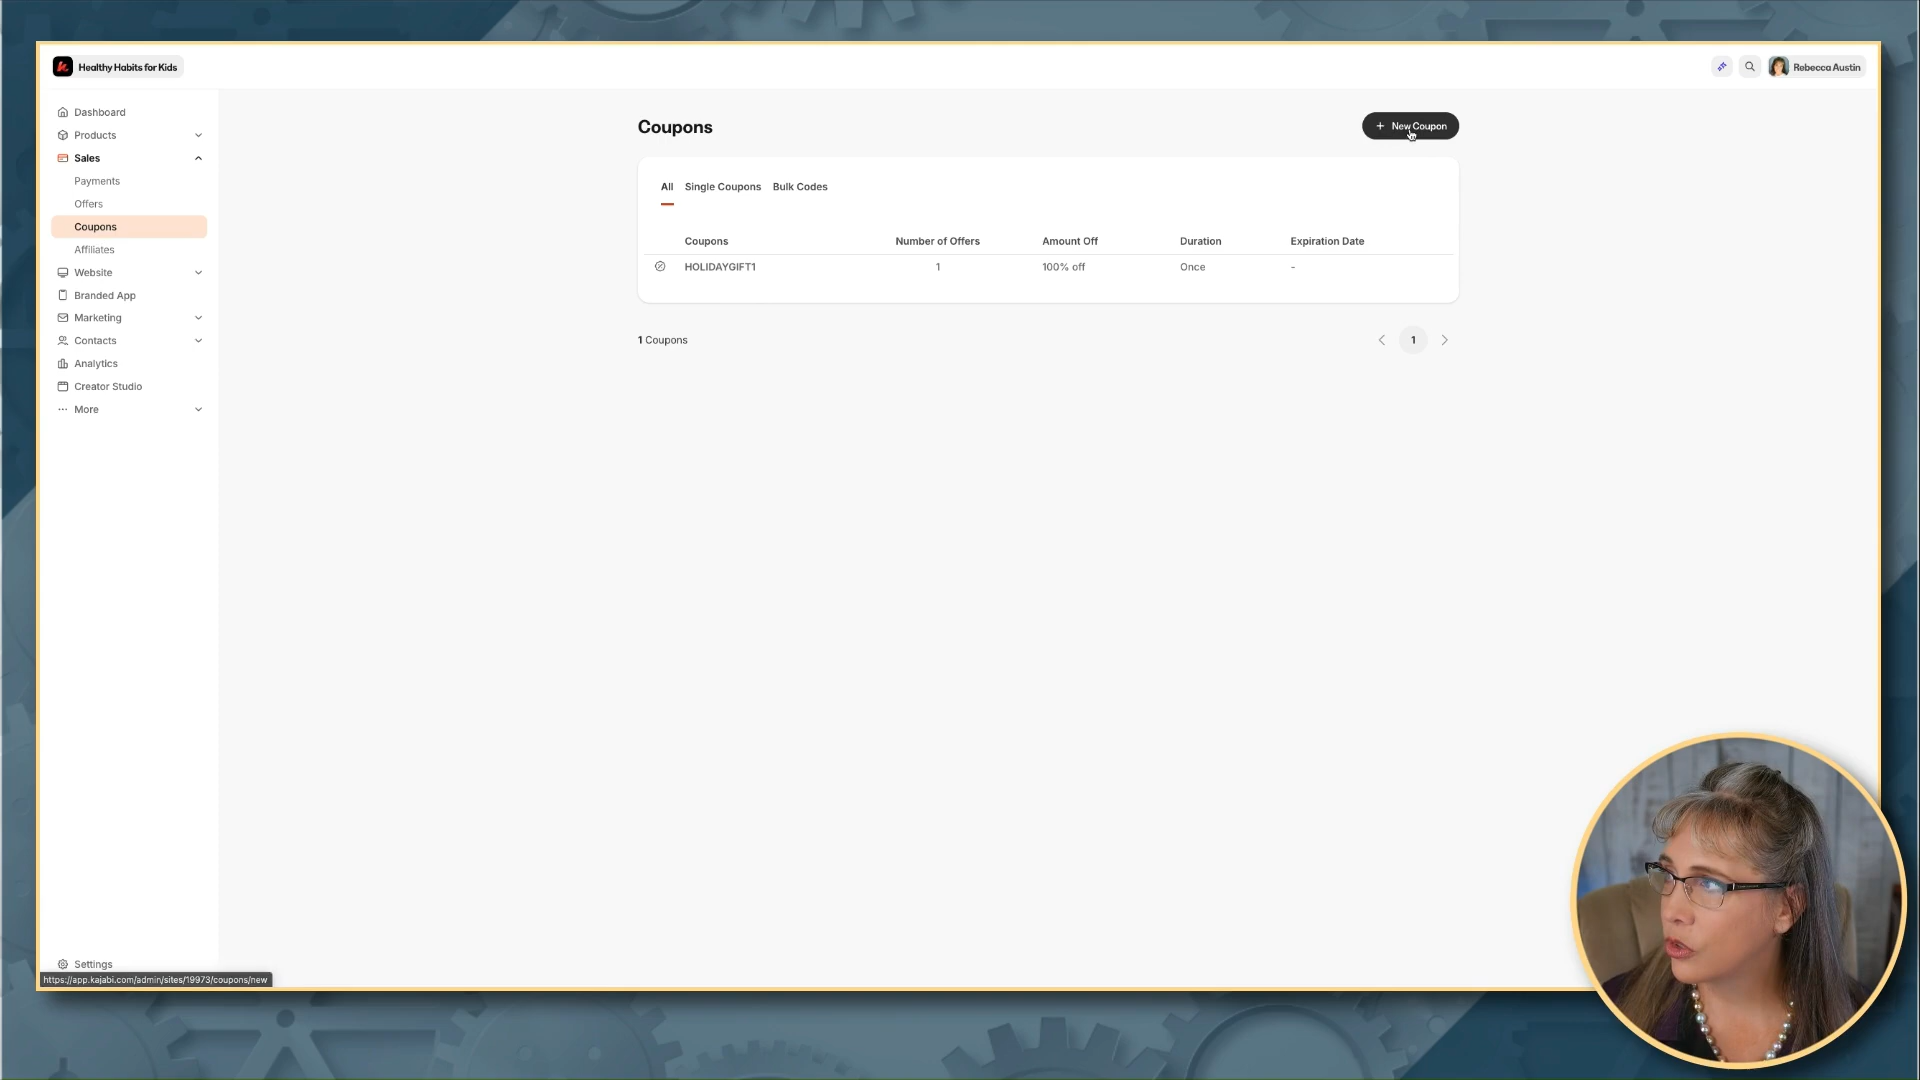 Healthy Habits for Kids
Rebecca Austin
Dashboard
Products
Sales
Payments
Offers
Coupons
Affiliates
Website
Branded App
Marketing
Contacts
Analytics
Creator Studio
More
Settings
https://app.kajabi.com/admin/sites/19973/coupons/new
Coupons
+ New Coupon
All Single Coupons Bulk Codes
Coupons Number of Offers Amount Off Duration Expiration Date
HOLIDAYGIFT1 1 100% off Once -
1 Coupons
1